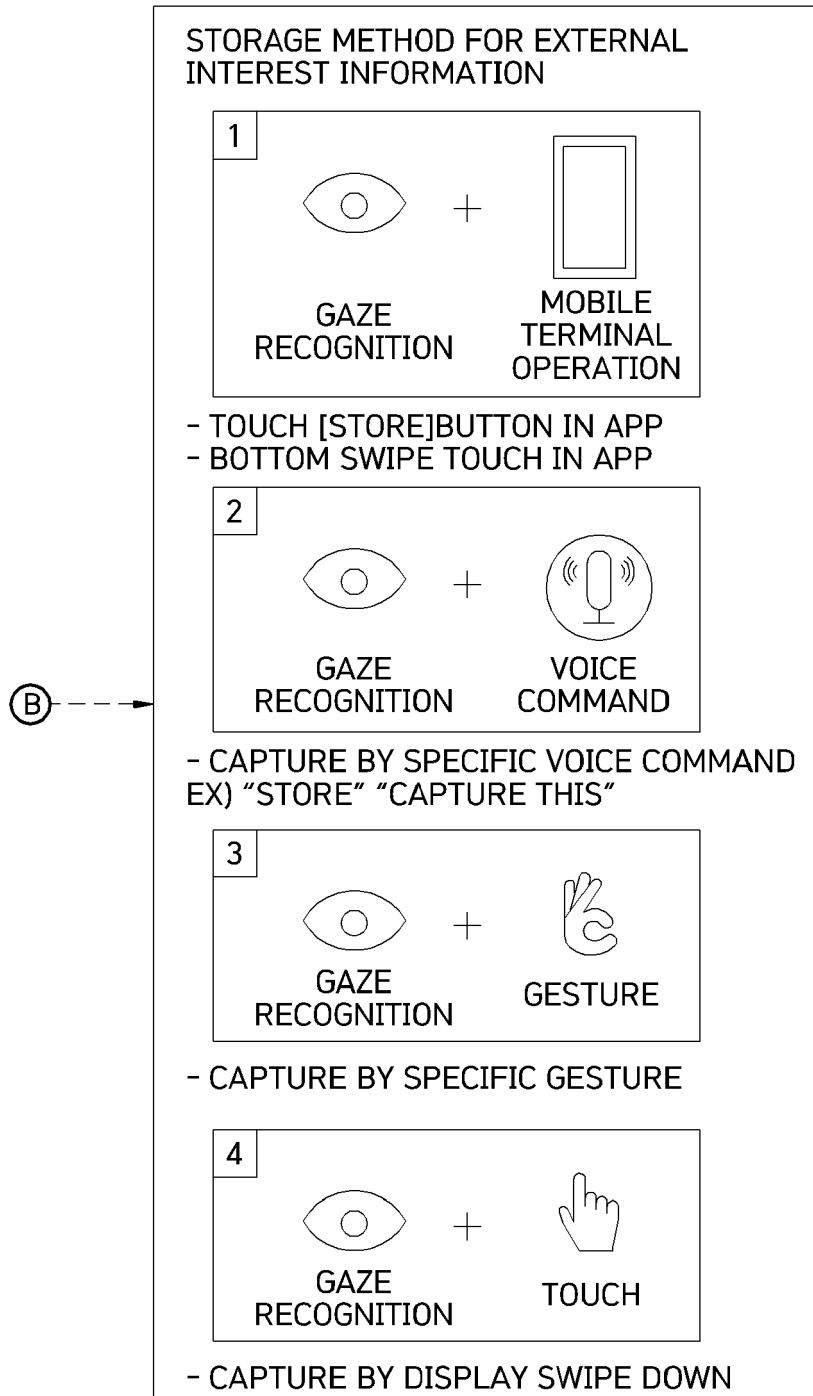 STORAGE METHOD FOR EXTERNAL
INTEREST INFORMATION
1
+
GAZE
RECOGNITION
MOBILE
TERMINAL
OPERATION
- TOUCH [STORE]BUTTON IN APP
- BOTTOM SWIPE TOUCH IN APP
2
+
GAZE
RECOGNITION
VOICE
COMMAND
B
- CAPTURE BY SPECIFIC VOICE COMMAND
EX) "STORE" "CAPTURE THIS"
3
+
GAZE
RECOGNITION
GESTURE
- CAPTURE BY SPECIFIC GESTURE
4
+
GAZE
RECOGNITION
TOUCH
- CAPTURE BY DISPLAY SWIPE DOWN